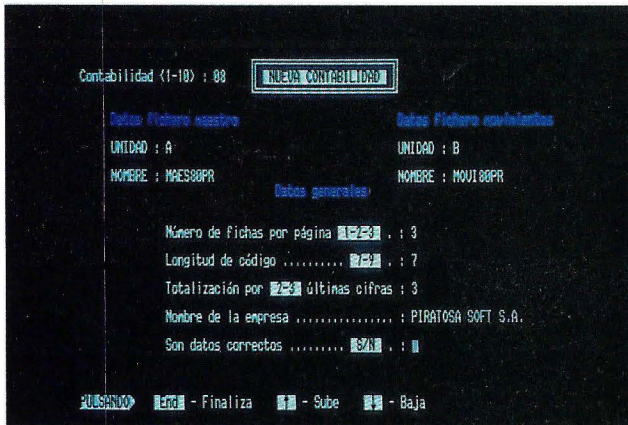 Contabilidad (1-10) : 08 NUEVA CONTABILIDAD
Datos fichero maestro Datos fichero movimientos
UNIDAD : A UNIDAD : B
NOMBRE : MAES80PR NOMBRE : MOVI80PR
Datos generales
Número de fichas por página 1-2-3 . : 3
Longitud de código .......... 7-9 . : 7
Totalización por 2-3 últimas cifras : 3
Nombre de la empresa ................ : PIRATOSA SOFT S.A.
Son datos correctos ......... S/N . :
PULSANDO End - Finaliza ↑ - Sube ↓ - Baja